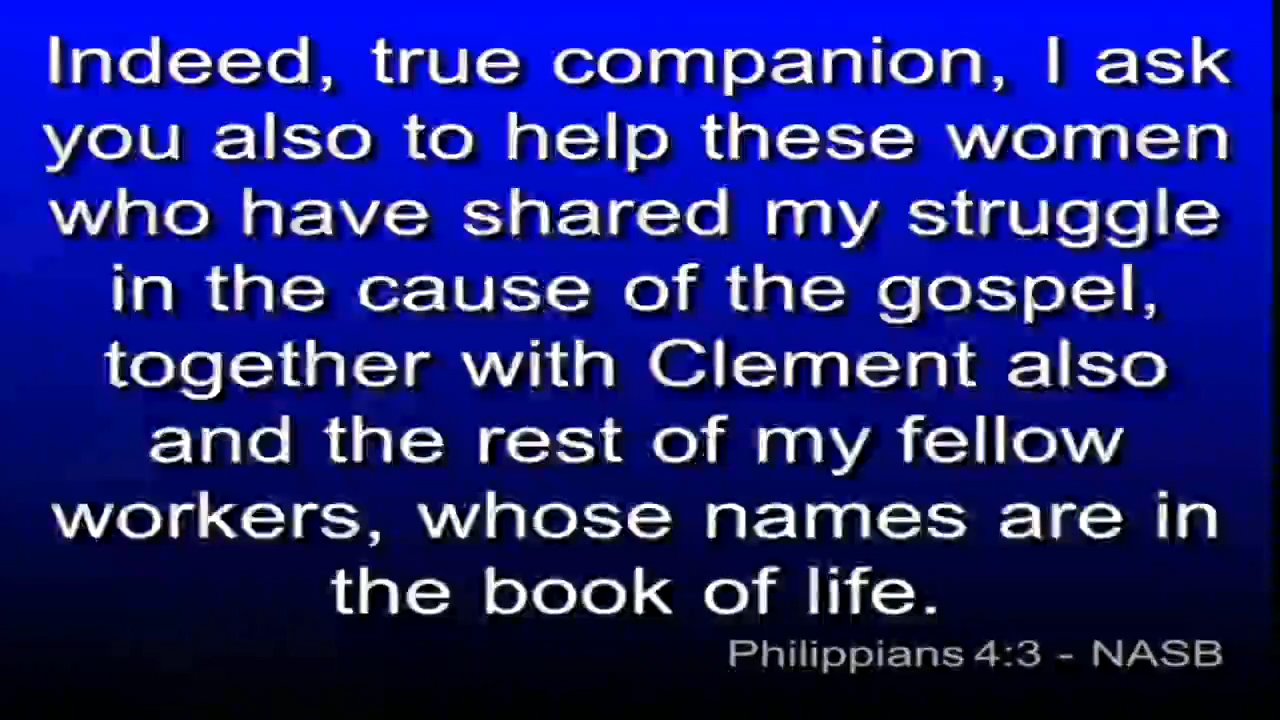 Indeed, true companion, I ask
you also to help these women
who have shared my struggle
in the cause of the gospel,
together with Clement also
and the rest of my fellow
workers, whose names are in
the book of life.
Philippians 4:3 - NASB